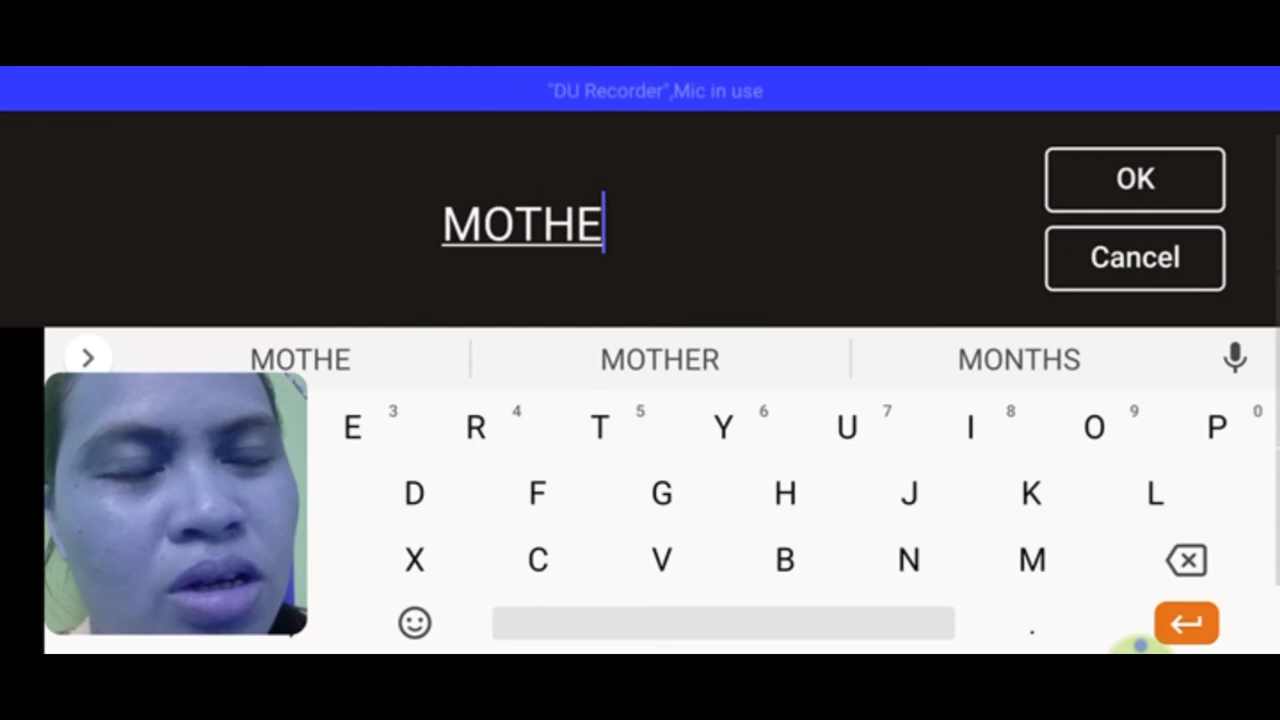 "DU Recorder",Mic in use
OK
MOTHE
Cancel
MOTHE MOTHER MONTHS
E 3 R 4 T 5 Y 6 U 7 I 8 O 9 P 0
D F G H J K L
X C V B N M
.